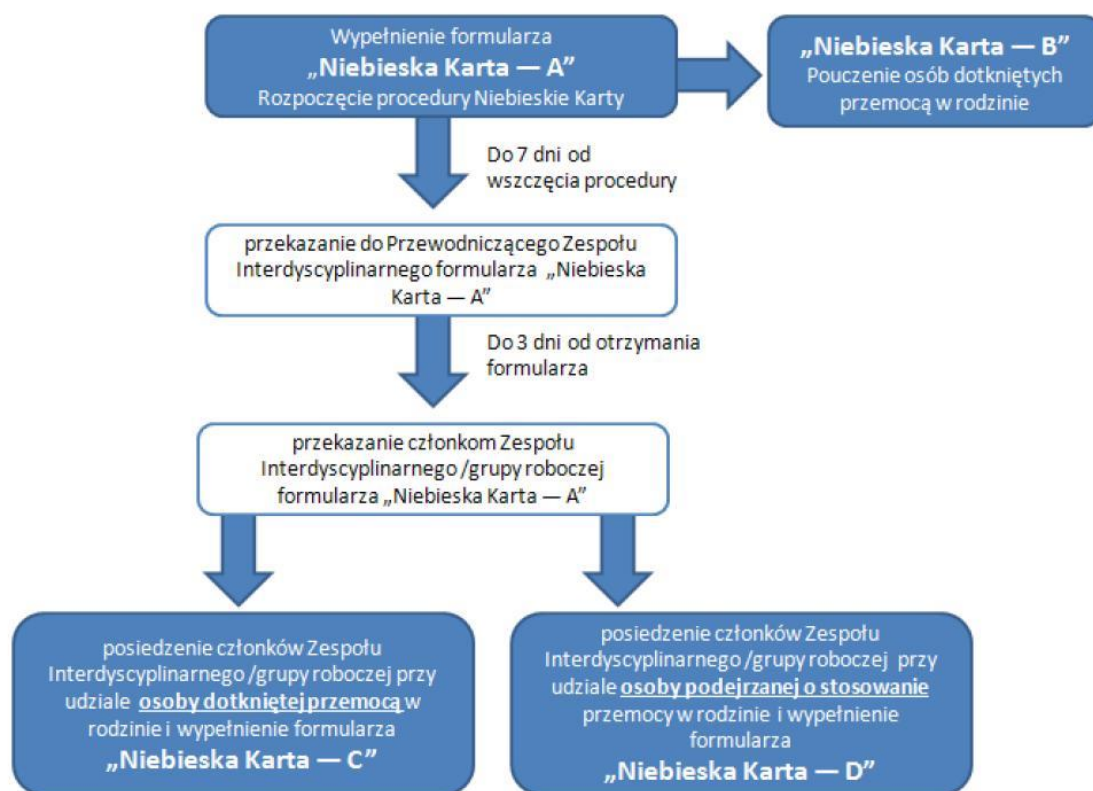 Wypełnienie formularza
„Niebieska Karta — A”
Rozpoczęcie procedury Niebieskie Karty
„Niebieska Karta — B”
Pouczenie osób dotkniętych
przemocą w rodzinie
Do 7 dni od
wszczęcia procedury
przekazanie do Przewodniczącego Zespołu
Interdyscyplinarnego formularza „Niebieska
Karta — A”
Do 3 dni od otrzymania
formularza
przekazanie członkom Zespołu
Interdyscyplinarnego /grupy roboczej
formularza „Niebieska Karta — A”
posiedzenie członków Zespołu
Interdyscyplinarnego /grupy roboczej przy
udziale osoby dotkniętej przemocą w
rodzinie i wypełnienie formularza
„Niebieska Karta — C”
posiedzenie członków Zespołu
Interdyscyplinarnego /grupy roboczej przy
udziale osoby podejrzanej o stosowanie
przemocy w rodzinie i wypełnienie
formularza
„Niebieska Karta — D”